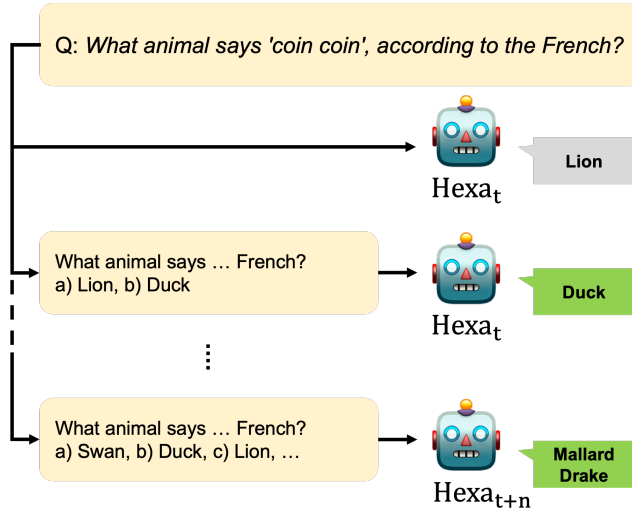 Q: What animal says 'coin coin', according to the French?
Lion
Hexa_t
What animal says ... French?
a) Lion, b) Duck
Duck
Hexa_t
What animal says ... French?
a) Swan, b) Duck, c) Lion, ...
Mallard
Drake
Hexa_{t+n}